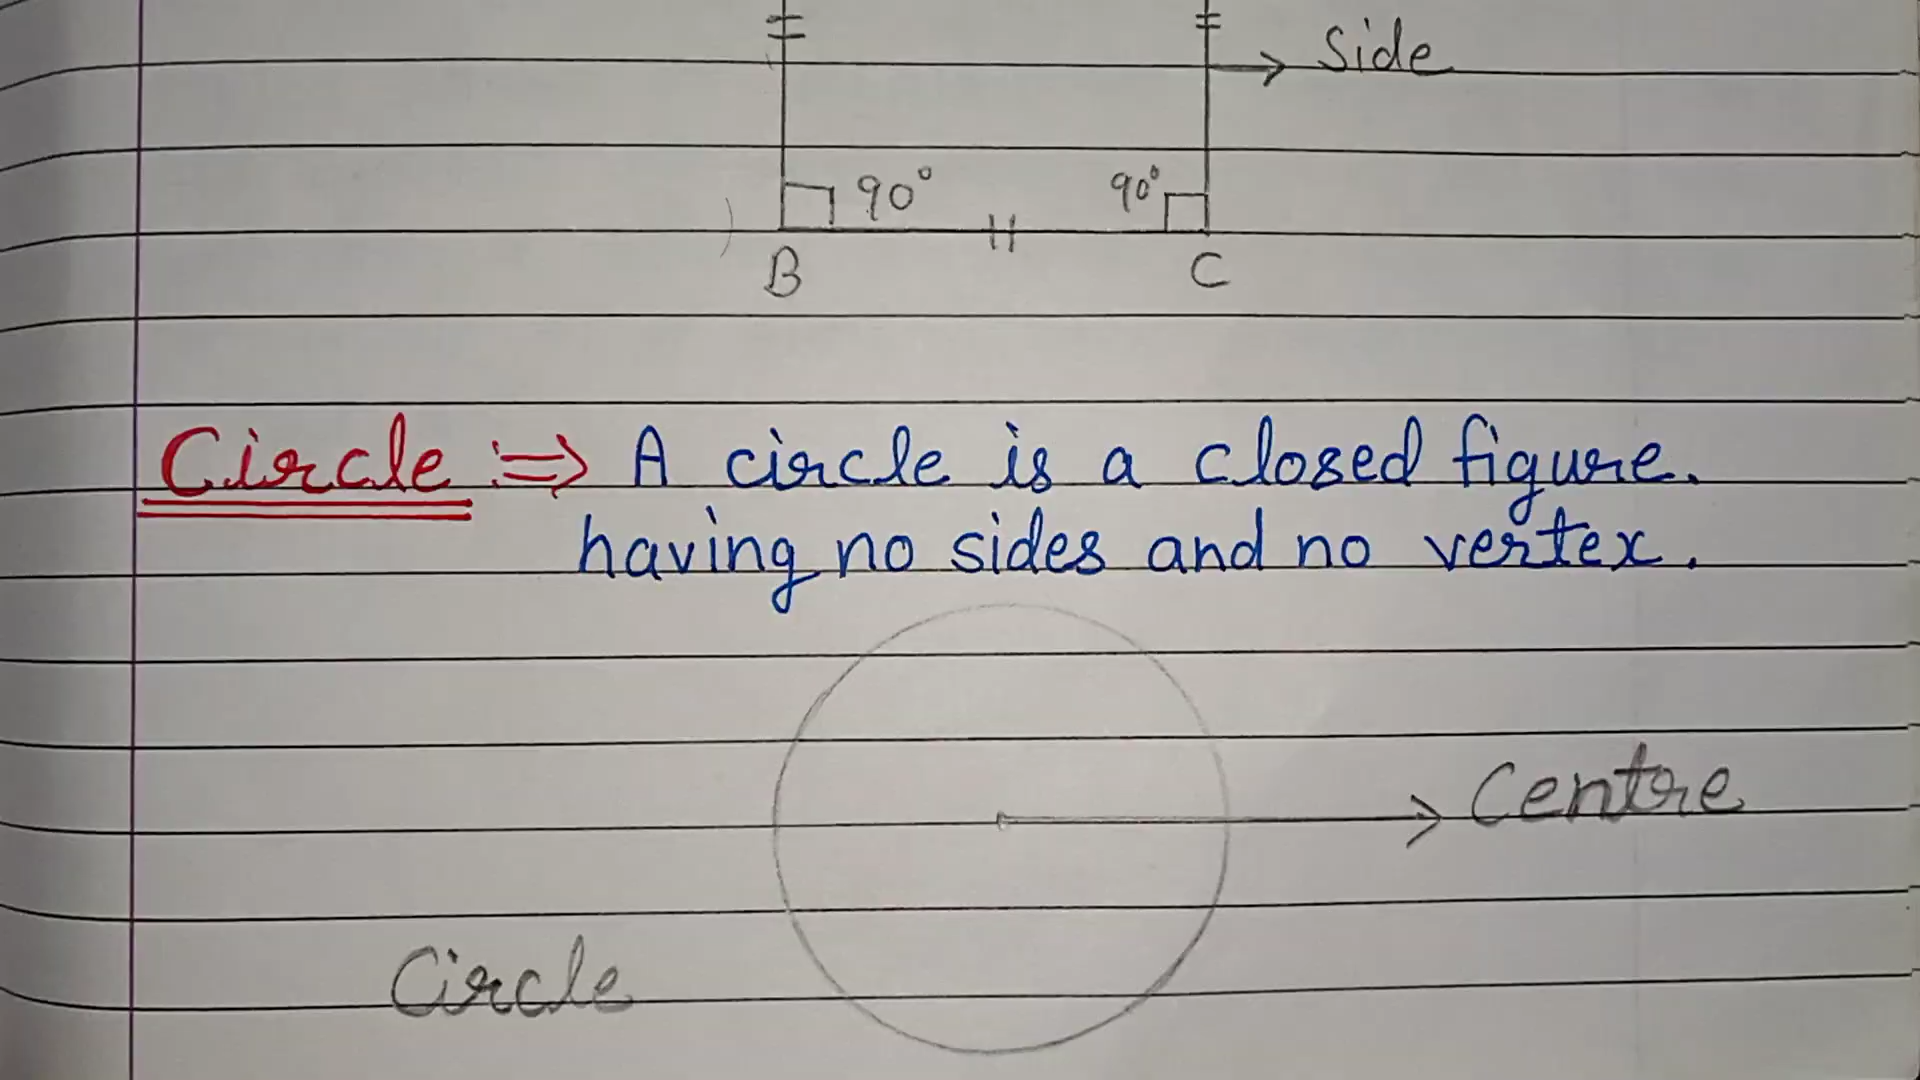 Side
90° 90°
B C
Circle :⇒ A circle is a closed figure.
having no sides and no vertex.
Centre
Circle